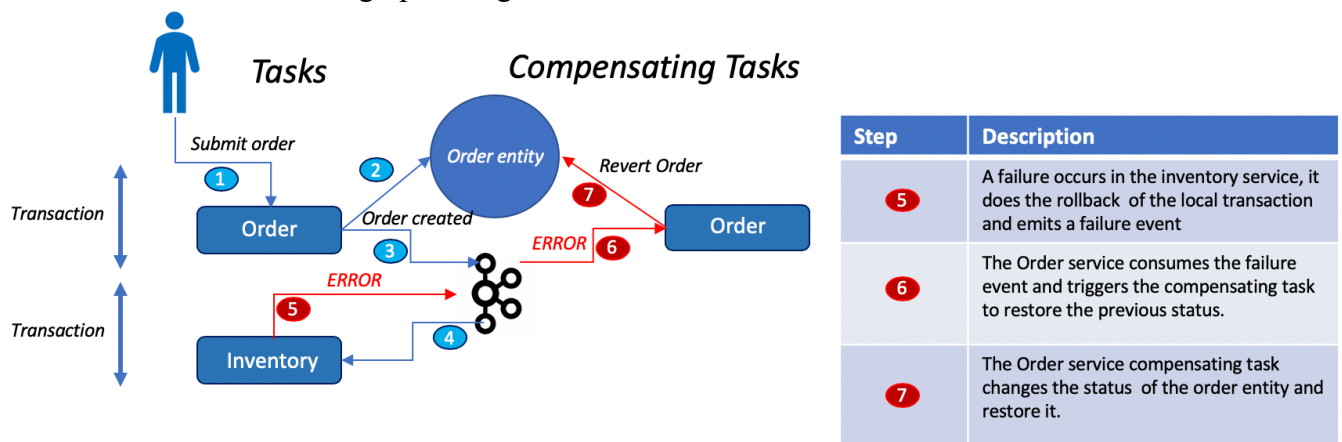 Tasks
Compensating Tasks
Submit order
1
2
Order entity
Revert Order
7
Transaction
Order
Order created
3
ERROR
6
Order
ERROR
5
Transaction
4
Inventory
Step
Description
5
A failure occurs in the inventory service, it
does the rollback of the local transaction
and emits a failure event
6
The Order service consumes the failure
event and triggers the compensating task
to restore the previous status.
7
The Order service compensating task
changes the status of the order entity and
restore it.